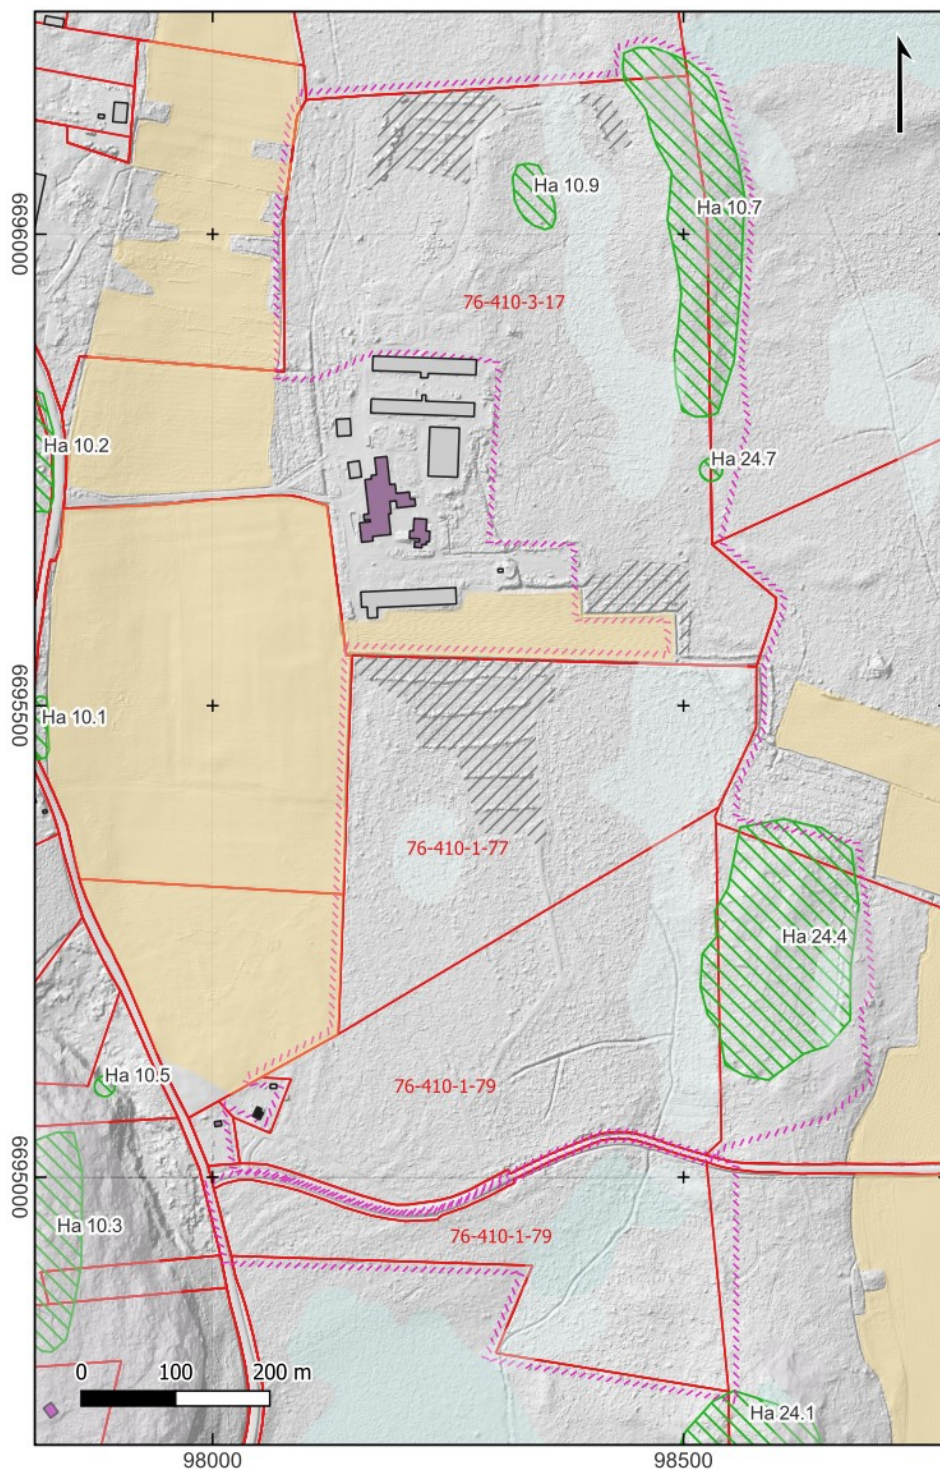 Ha 10.9
Ha 10.7
6696000
76-410-3-17
Ha 10.2
Ha 24.7
Ha 10.1
6695500
76-410-1-77
Ha 24.4
Ha 10.5
76-410-1-79
6695000
Ha 10.3
76-410-1-79
0 100 200 m
Ha 24.1
98000 98500